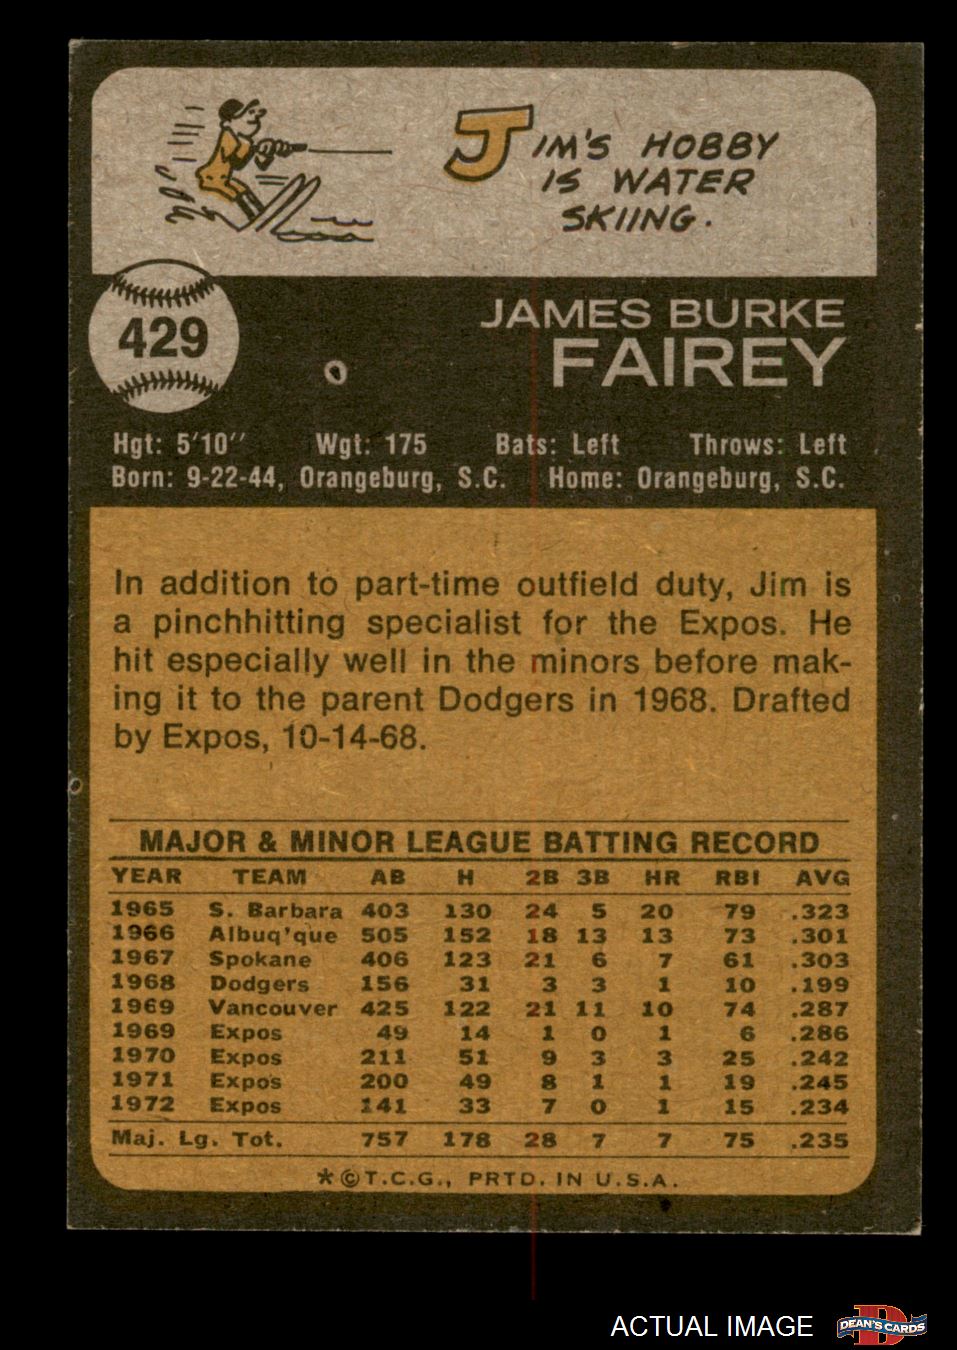 JIM'S HOBBY
IS WATER
SKIING.
429
JAMES BURKE
FAIREY
Hgt: 5'10" Wgt: 175 Bats: Left Throws: Left
Born: 9-22-44, Orangeburg, S.C. Home: Orangeburg, S.C.
In addition to part-time outfield duty, Jim is
a pinchhitting specialist for the Expos. He
hit especially well in the minors before mak-
ing it to the parent Dodgers in 1968. Drafted
by Expos, 10-14-68.
MAJOR & MINOR LEAGUE BATTING RECORD
YEAR TEAM AB H 2B 3B HR RBI AVG
1965 S. Barbara 403 130 24 5 20 79 .323
1966 Albuq'que 505 152 18 13 13 73 .301
1967 Spokane 406 123 21 6 7 61 .303
1968 Dodgers 156 31 3 3 1 10 .199
1969 Vancouver 425 122 21 11 10 74 .287
1969 Expos 49 14 1 0 1 6 .286
1970 Expos 211 51 9 3 3 25 .242
1971 Expos 200 49 8 1 1 19 .245
1972 Expos 141 33 7 0 1 15 .234
Maj. Lg. Tot. 757 178 28 7 7 75 .235
*©T.C.G., PRTD. IN U.S.A.
ACTUAL IMAGE
DEAN'S CARDS